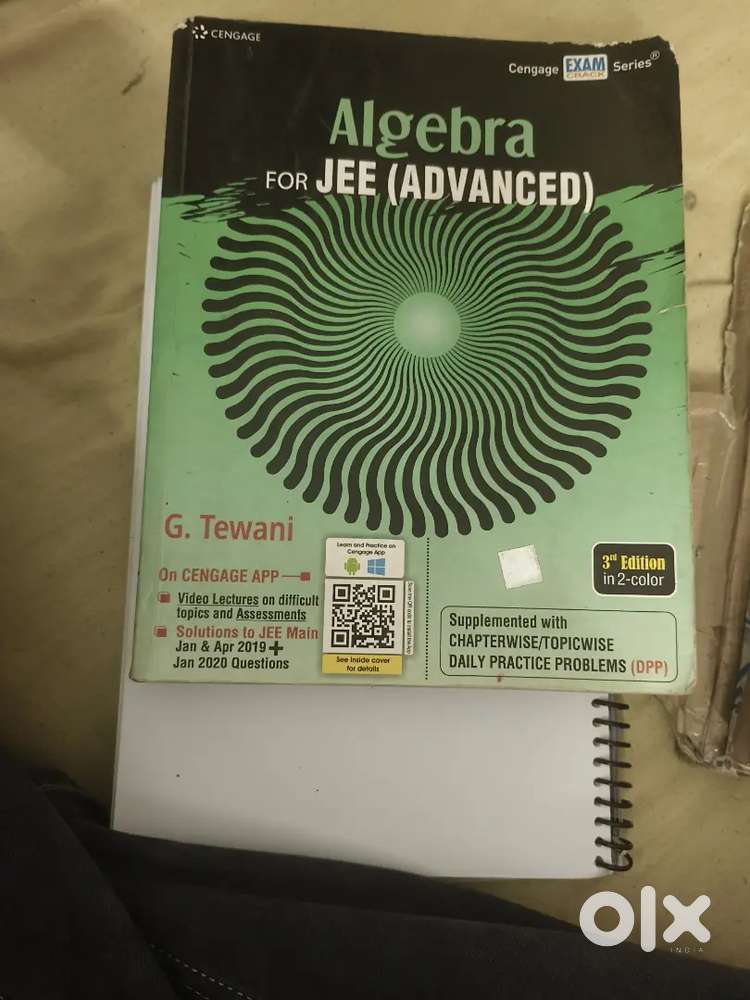 CENGAGE
Cengage EXAM CRACK Series®
Algebra
FOR JEE (ADVANCED)
G. Tewani
On CENGAGE APP
Video Lectures on difficult
topics and Assessments
Solutions to JEE Main
Jan & Apr 2019 +
Jan 2020 Questions
Learn and Practice on
Cengage App
See inside cover
for details
3rd Edition
in 2-color
Supplemented with
CHAPTERWISE/TOPICWISE
DAILY PRACTICE PROBLEMS (DPP)
olx
INDIA